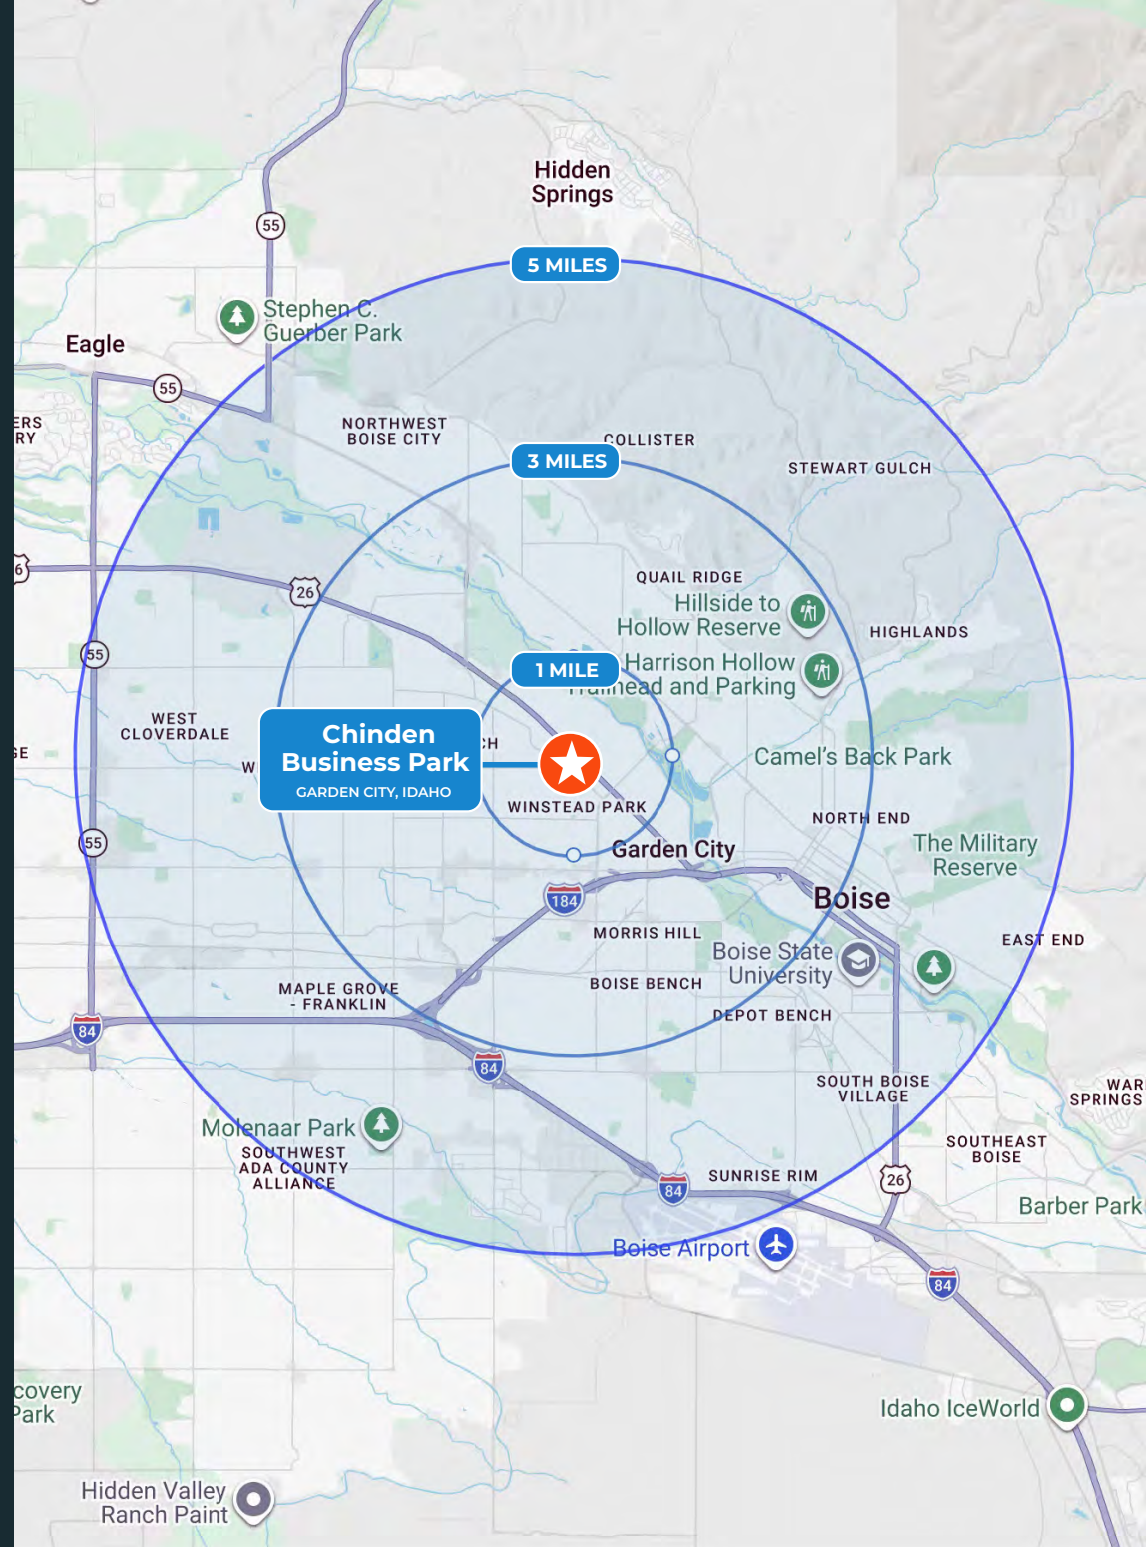 Hidden
Springs
55
5 MILES
Stephen C.
Guerber Park
Eagle
55
NORTHWEST
BOISE CITY
COLLISTER
3 MILES
STEWART GULCH
26
QUAIL RIDGE
Hillside to
Hollow Reserve
HIGHLANDS
55
1 MILE
Harrison Hollow
Trailhead and Parking
WEST
CLOVERDALE
Chinden
Business Park
GARDEN CITY, IDAHO
Camel's Back Park
WINSTEAD PARK
NORTH END
55
Garden City
The Military
Reserve
184
Boise
MORRIS HILL
EAST END
Boise State
University
BOISE BENCH
MAPLE GROVE
- FRANKLIN
DEPOT BENCH
84
84
SOUTH BOISE
VILLAGE
WAR
SPRINGS
Molenaar Park
SOUTHWEST
ADA COUNTY
ALLIANCE
SOUTHEAST
BOISE
SUNRISE RIM
84
26
Barber Park
Boise Airport
84
covery
Park
Idaho IceWorld
Hidden Valley
Ranch Paint